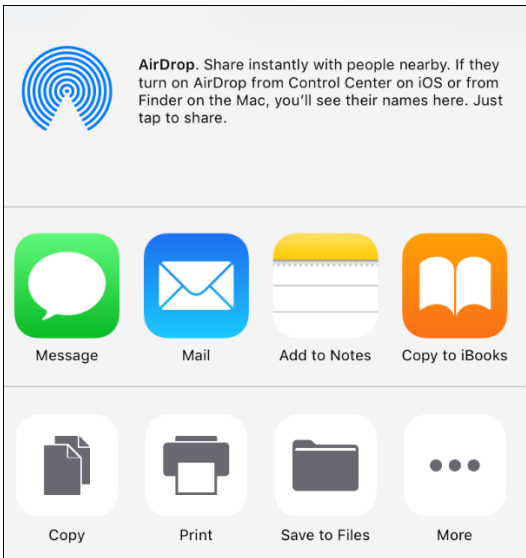 AirDrop. Share instantly with people nearby. If they
turn on AirDrop from Control Center on iOS or from
Finder on the Mac, you’ll see their names here. Just
tap to share.
Message
Mail
Add to Notes
Copy to iBooks
Copy
Print
Save to Files
More